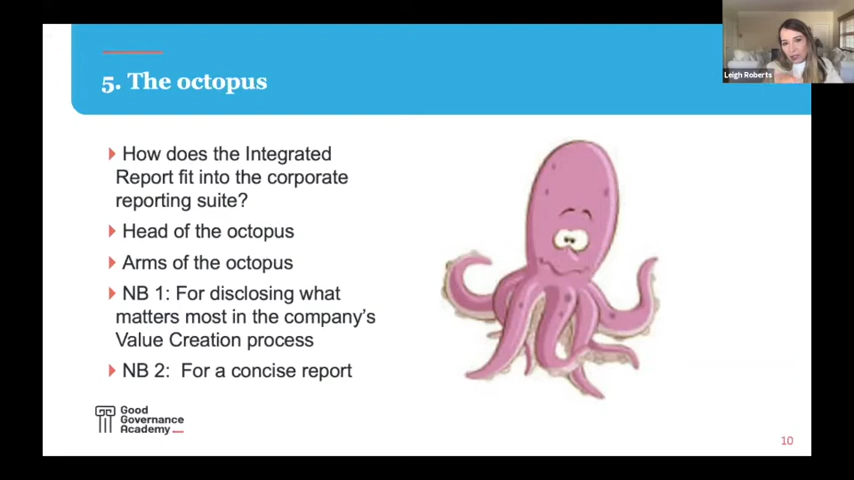 Leigh Roberts
5. The octopus
How does the Integrated
Report fit into the corporate
reporting suite?
Head of the octopus
Arms of the octopus
NB 1: For disclosing what
matters most in the company's
Value Creation process
NB 2: For a concise report
Good
Governance
Academy
10